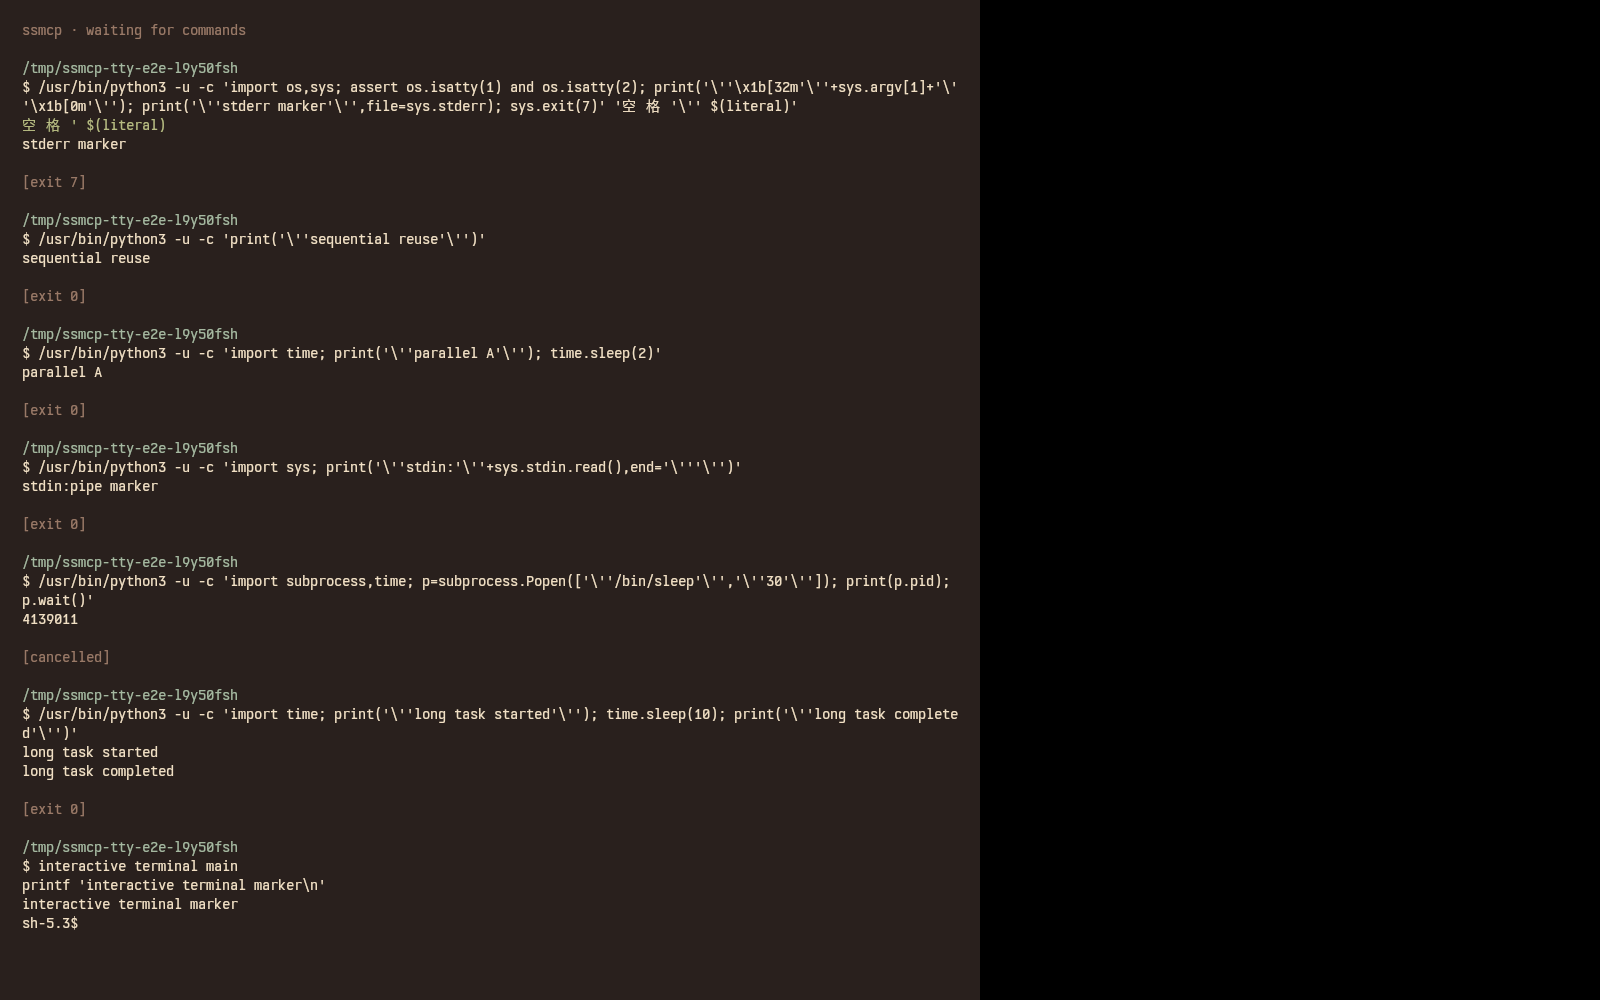 ssmcp · waiting for commands
/tmp/ssmcp-tty-e2e-l9y50fsh
$ /usr/bin/python3 -u -c 'import os,sys; assert os.isatty(1) and os.isatty(2); print('\''\x1b[32m'\''+sys.argv[1]+'\'
'\x1b[0m'\''); print('\''stderr marker'\'',file=sys.stderr); sys.exit(7)' '空 格 '\'' $(literal)'
空 格 ' $(literal)
stderr marker
[exit 7]
/tmp/ssmcp-tty-e2e-l9y50fsh
$ /usr/bin/python3 -u -c 'print('\''sequential reuse'\'')'
sequential reuse
[exit 0]
/tmp/ssmcp-tty-e2e-l9y50fsh
$ /usr/bin/python3 -u -c 'import time; print('\''parallel A'\''); time.sleep(2)'
parallel A
[exit 0]
/tmp/ssmcp-tty-e2e-l9y50fsh
$ /usr/bin/python3 -u -c 'import sys; print('\''stdin:'\''+sys.stdin.read(),end='\'''\'')'
stdin:pipe marker
[exit 0]
/tmp/ssmcp-tty-e2e-l9y50fsh
$ /usr/bin/python3 -u -c 'import subprocess,time; p=subprocess.Popen(['\''/bin/sleep'\'','\''30'\'']); print(p.pid);
p.wait()'
4139011
[cancelled]
/tmp/ssmcp-tty-e2e-l9y50fsh
$ /usr/bin/python3 -u -c 'import time; print('\''long task started'\''); time.sleep(10); print('\''long task complete
d'\'')'
long task started
long task completed
[exit 0]
/tmp/ssmcp-tty-e2e-l9y50fsh
$ interactive terminal main
printf 'interactive terminal marker\n'
interactive terminal marker
sh-5.3$